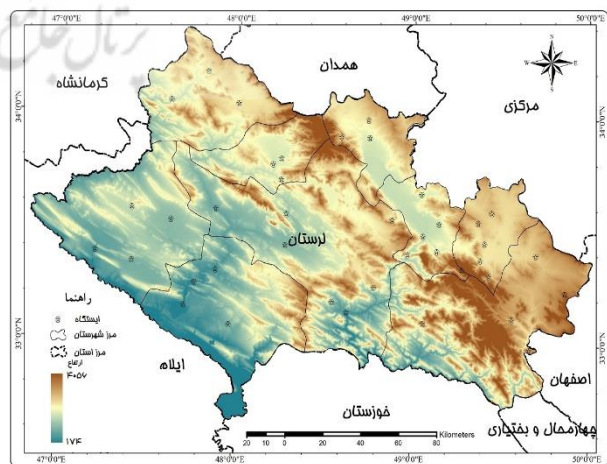 پرتال جامع
47°0'0"E
48°0'0"E
49°0'0"E
50°0'0"E
34°0'0"N
34°0'0"N
33°0'0"N
33°0'0"N
همدان
کرمانشاه
مرکزی
N
W
E
S
لرستان
راهنما
ایستگاه
مرز شهرستان
مرز استان
ارتفاع
۴۰۵۶
۱۷۴
ایلام
خوزستان
اصفهان
چهارمحال و بختیاری
20 10 0 20 40 60 80
Kilometers
47°0'0"E
48°0'0"E
49°0'0"E
50°0'0"E